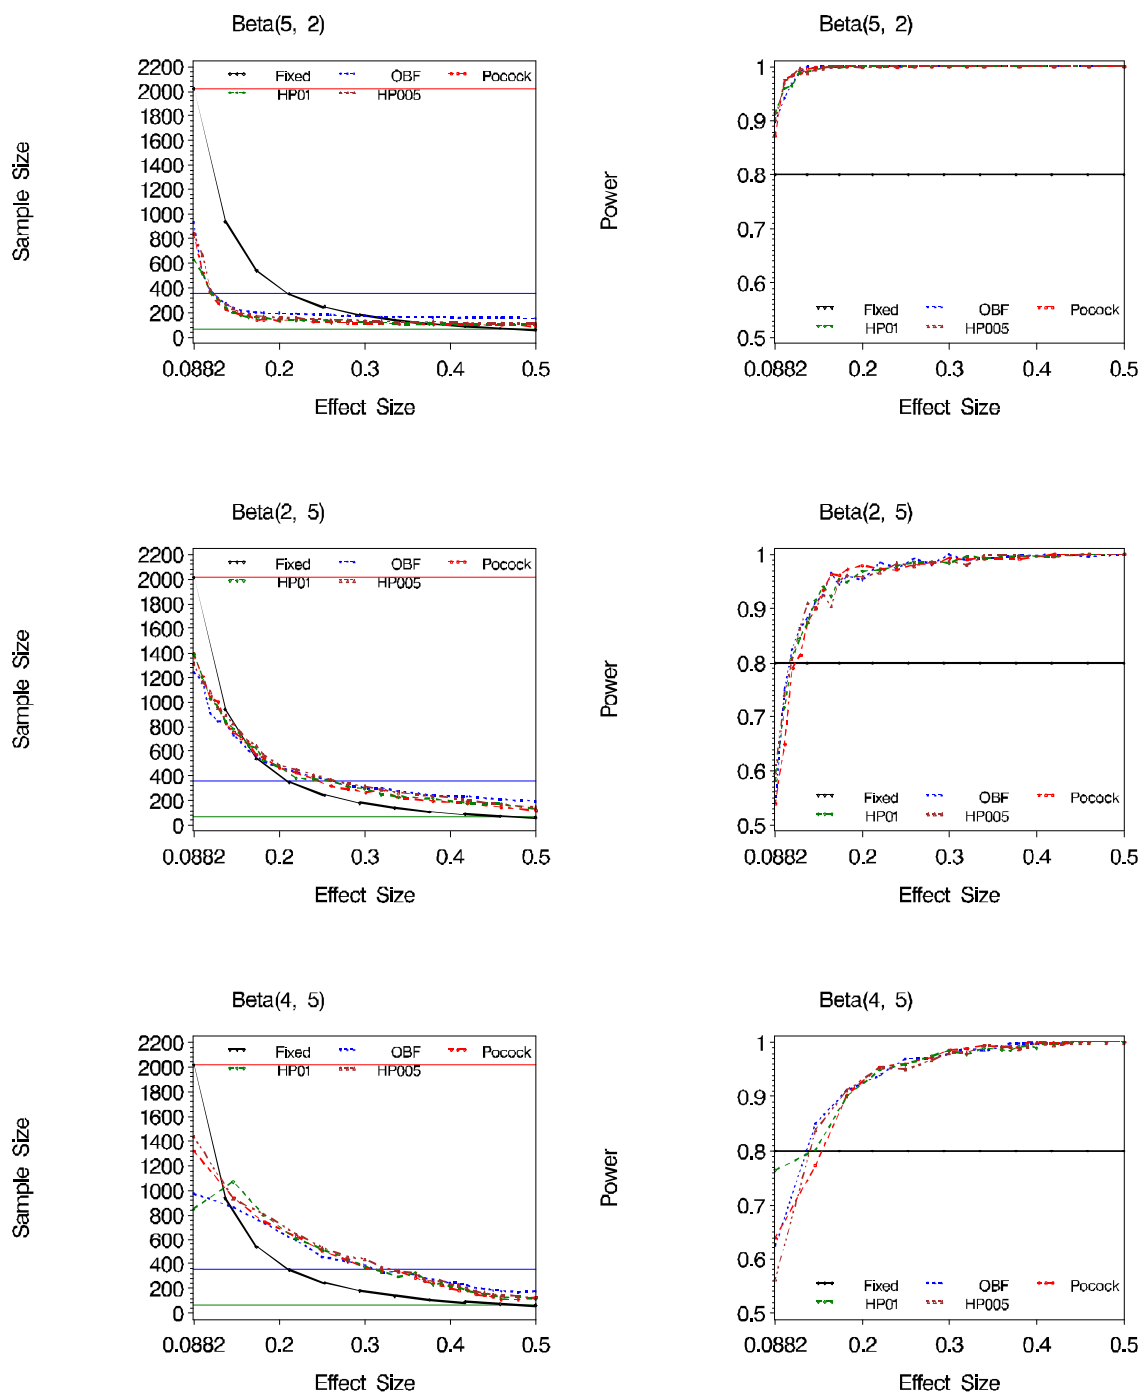 Beta(5, 2)
Beta(5, 2)
2200
2000
1800
1600
1400
1200
1000
800
600
400
200
0
Sample Size
Fixed OBF Pocock
HP01 HP005
0.0882 0.2 0.3 0.4 0.5
Effect Size
1
0.9
0.8
0.7
0.6
0.5
Power
Fixed OBF Pocock
HP01 HP005
0.0882 0.2 0.3 0.4 0.5
Effect Size
Beta(2, 5)
Beta(2, 5)
2200
2000
1800
1600
1400
1200
1000
800
600
400
200
0
Sample Size
Fixed OBF Pocock
HP01 HP005
0.0882 0.2 0.3 0.4 0.5
Effect Size
1
0.9
0.8
0.7
0.6
0.5
Power
Fixed OBF Pocock
HP01 HP005
0.0882 0.2 0.3 0.4 0.5
Effect Size
Beta(4, 5)
Beta(4, 5)
2200
2000
1800
1600
1400
1200
1000
800
600
400
200
0
Sample Size
Fixed OBF Pocock
HP01 HP005
0.0882 0.2 0.3 0.4 0.5
Effect Size
1
0.9
0.8
0.7
0.6
0.5
Power
Fixed OBF Pocock
HP01 HP005
0.0882 0.2 0.3 0.4 0.5
Effect Size